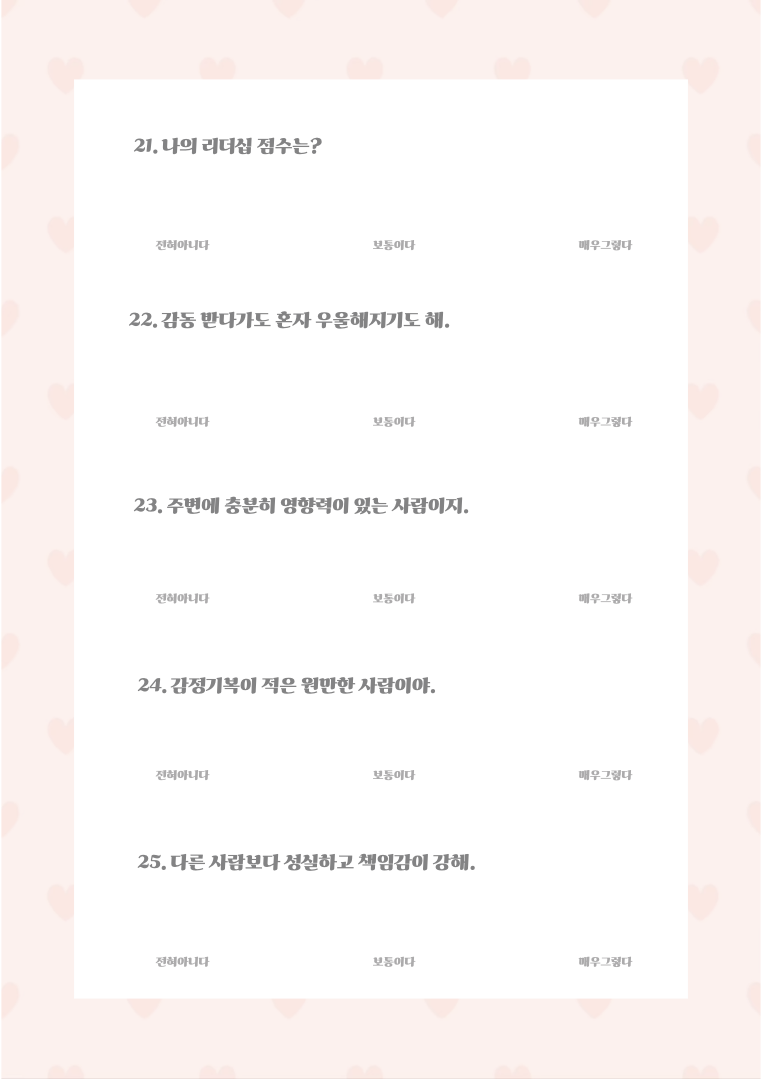 21. 나의 리더십 점수는?
전혀아니다 보통이다 매우그렇다
22. 감동 받다가도 혼자 우울해지기도 해.
전혀아니다 보통이다 매우그렇다
23. 주변에 충분히 영향력이 있는 사람이지.
전혀아니다 보통이다 매우그렇다
24. 감정기복이 적은 원만한 사람이야.
전혀아니다 보통이다 매우그렇다
25. 다른 사람보다 성실하고 책임감이 강해.
전혀아니다 보통이다 매우그렇다